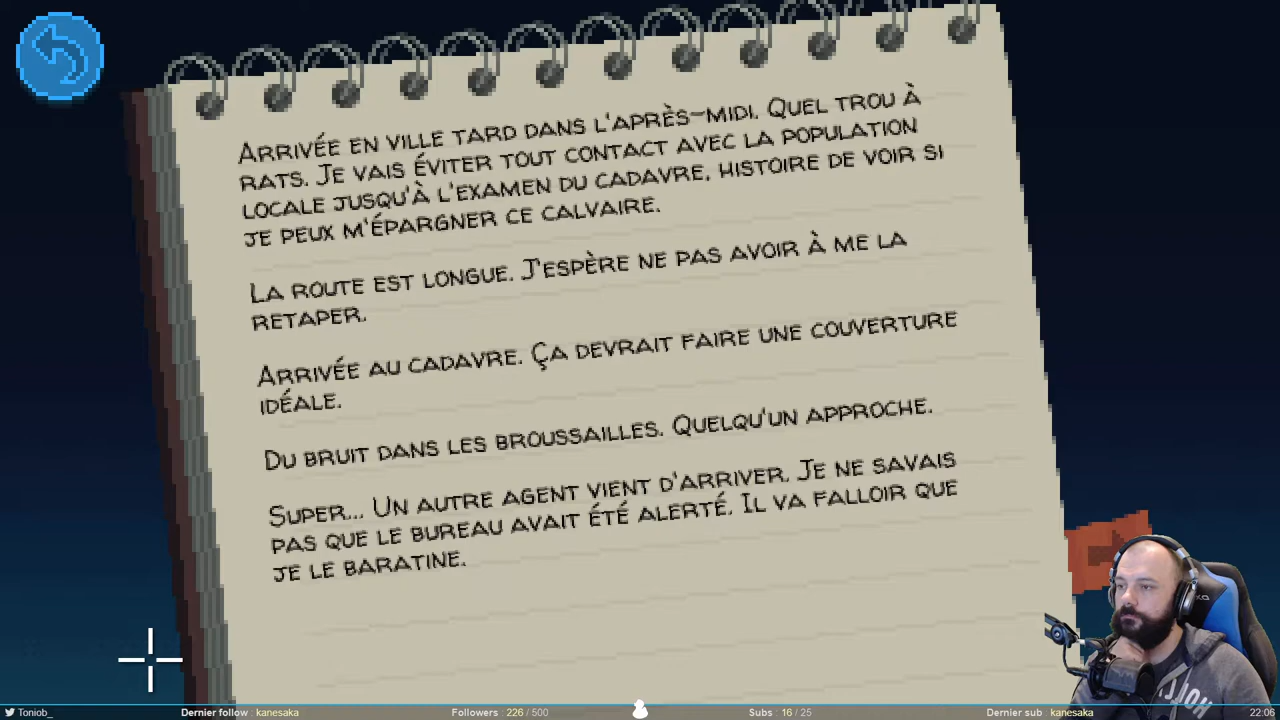 Arrivée en ville tard dans l'après-midi. Quel trou à
rats. Je vais éviter tout contact avec la population
locale jusqu'à l'examen du cadavre, histoire de voir si
je peux m'épargner ce calvaire.
La route est longue. J'espère ne pas avoir à me la
retaper.
Arrivée au cadavre. Ça devrait faire une couverture
idéale.
Du bruit dans les broussailles. Quelqu'un approche.
Super... Un autre agent vient d'arriver. Je ne savais
pas que le bureau avait été alerté. Il va falloir que
je le baratine.
Toniob_ Dernier follow : kanesaka Followers : 226 / 500 Subs : 16 / 25 Dernier sub : kanesaka 22:06